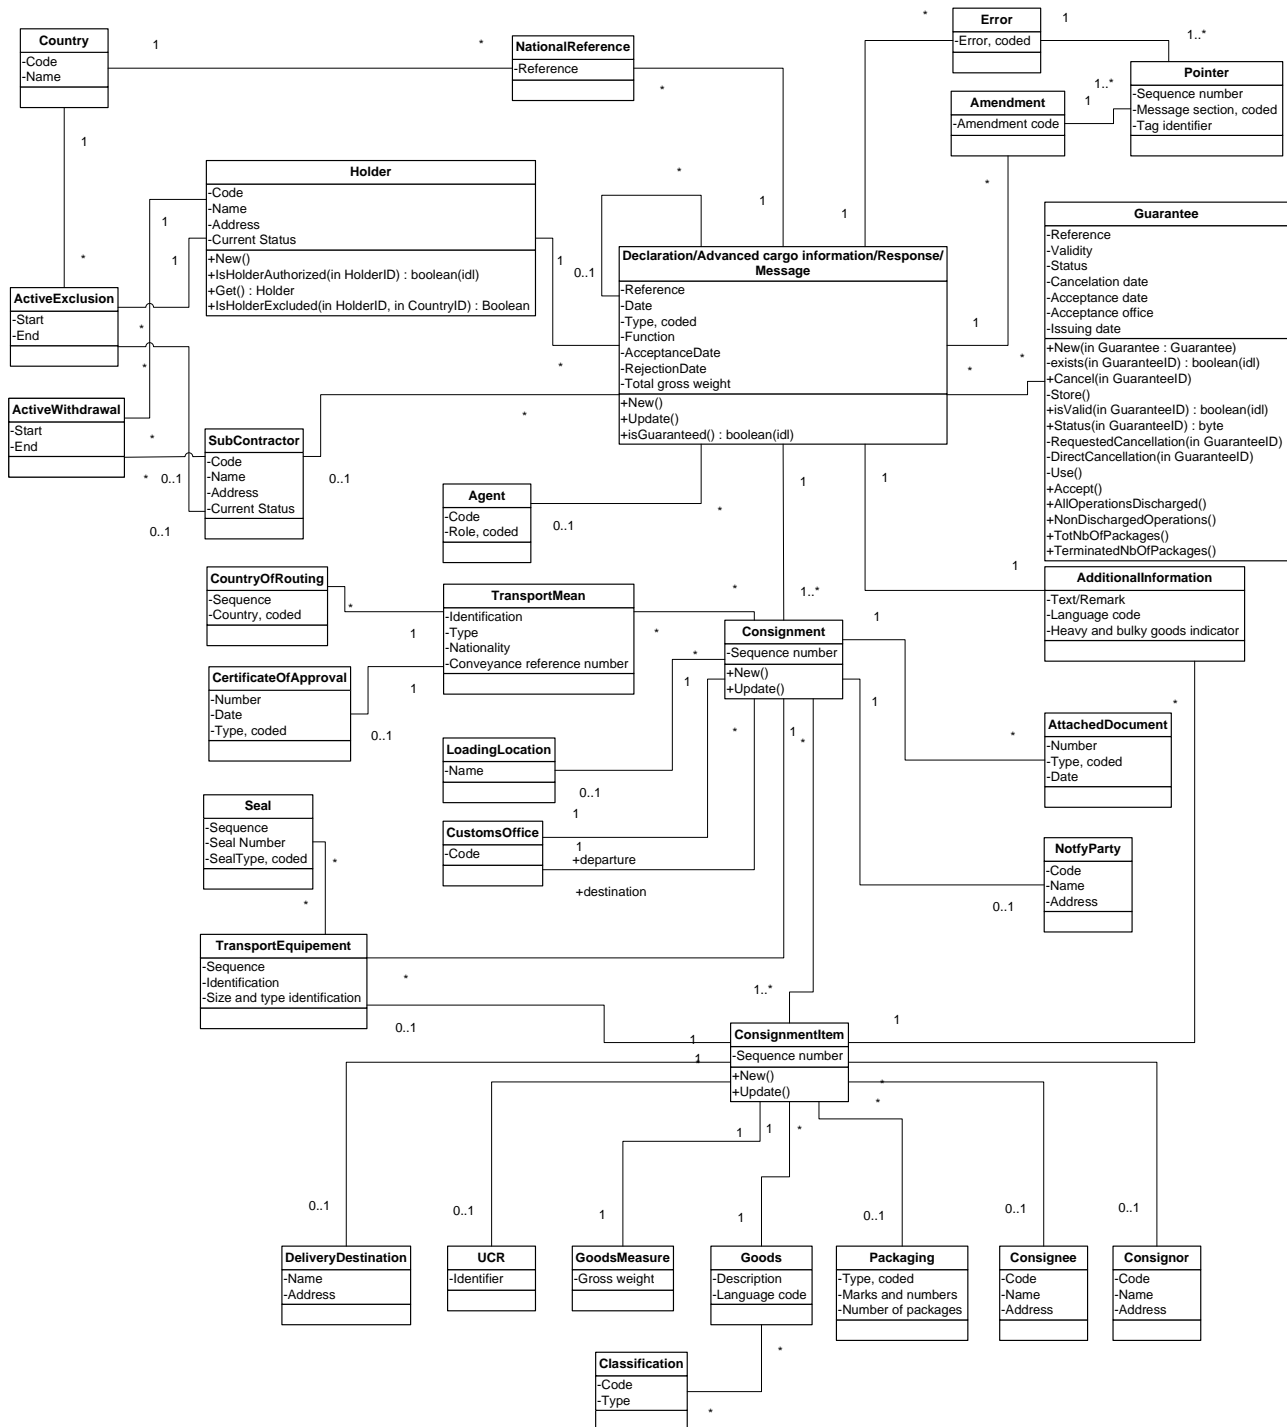 Country
-Code
-Name
1
*
NationalReference
-Reference
*
*
Error
-Error, coded
1
1..*
Pointer
-Sequence number
-Message section, coded
-Tag identifier
1..*
1
Amendment
-Amendment code
*
1
Holder
-Code
-Name
-Address
-Current Status
+New()
+IsHolderAuthorized(in HolderID) : boolean(idl)
+Get() : Holder
+IsHolderExcluded(in HolderID, in CountryID) : Boolean
1
1
1
*
*
0..1
1
1
Declaration/Advanced cargo information/Response/
Message
-Reference
-Date
-Type, coded
-Function
-AcceptanceDate
-RejectionDate
-Total gross weight
+New()
+Update()
+isGuaranteed() : boolean(idl)
1
*
*
Guarantee
-Reference
-Validity
-Status
-Cancelation date
-Acceptance date
-Acceptance office
-Issuing date
+New(in Guarantee : Guarantee)
-exists(in GuaranteeID) : boolean(idl)
+Cancel(in GuaranteeID)
-Store()
+isValid(in GuaranteeID) : boolean(idl)
+Status(in GuaranteeID) : byte
-RequestedCancellation(in GuaranteeID)
-DirectCancellation(in GuaranteeID)
-Use()
+Accept()
+AllOperationsDischarged()
+NonDischargedOperations()
+TotNbOfPackages()
+TerminatedNbOfPackages()
*
ActiveExclusion
-Start
-End
*
*
*
ActiveWithdrawal
-Start
-End
*
*
0..1
0..1
SubContractor
-Code
-Name
-Address
-Current Status
0..1
*
*
Agent
-Code
-Role, coded
0..1
*
1
1
1
AdditionalInformation
-Text/Remark
-Language code
-Heavy and bulky goods indicator
*
CountryOfRouting
-Sequence
-Country, coded
*
1
TransportMean
-Identification
-Type
-Nationality
-Conveyance reference number
*
*
1..*
Consignment
-Sequence number
+New()
+Update()
1
1
CertificateOfApproval
-Number
-Date
-Type, coded
1
0..1
*
1
*
1
*
AttachedDocument
-Number
-Type, coded
-Date
*
LoadingLocation
-Name
0..1
CustomsOffice
-Code
1
1
+departure
+destination
Seal
-Sequence
-Seal Number
-SealType, coded
*
*
NotfyParty
-Code
-Name
-Address
0..1
TransportEquipement
-Sequence
-Identification
-Size and type identification
*
0..1
1..*
1
1
1
ConsignmentItem
-Sequence number
+New()
+Update()
*
*
1
1
*
0..1
0..1
1
1
0..1
0..1
0..1
DeliveryDestination
-Name
-Address
UCR
-Identifier
GoodsMeasure
-Gross weight
Goods
-Description
-Language code
Packaging
-Type, coded
-Marks and numbers
-Number of packages
Consignee
-Code
-Name
-Address
Consignor
-Code
-Name
-Address
*
Classification
-Code
-Type
*